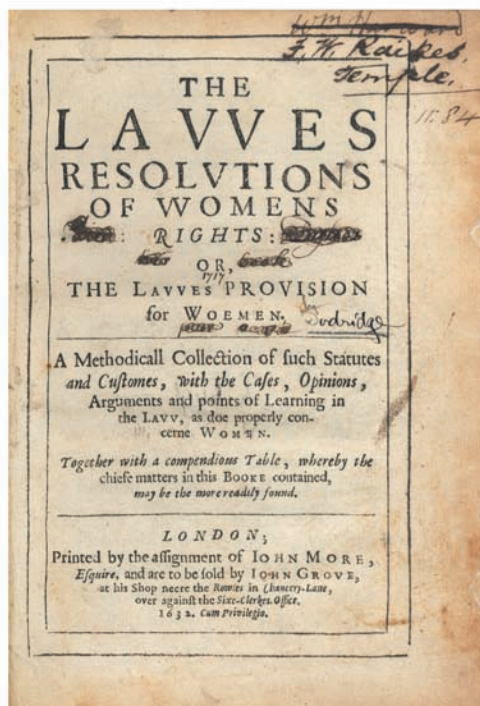 F. W. Raikes.
Temple.
THE
LAVVES
RESOLVTIONS
OF WOMENS
: RIGHTS:
OR,
1717
THE LAVVES PROVISION
for WOEMEN.
Dodridge
A Methodicall Collection of ſuch Statutes
and Cuſtomes, with the Caſes, Opinions,
Arguments and points of Learning in
the LAVV, as doe properly con-
cerne WOMEN.
Together with a compendious Table, whereby the
chiefe matters in this BOOKE contained,
may be the more readily found.
LONDON;
Printed by the aſſignment of IOHN MORE,
Eſquire, and are to be ſold by IOHN GROVE,
at his Shop neere the Rowles in Chancery-Lane,
over againſt the Sixe-Clerkes-Office.
1632. Cum Privilegio.